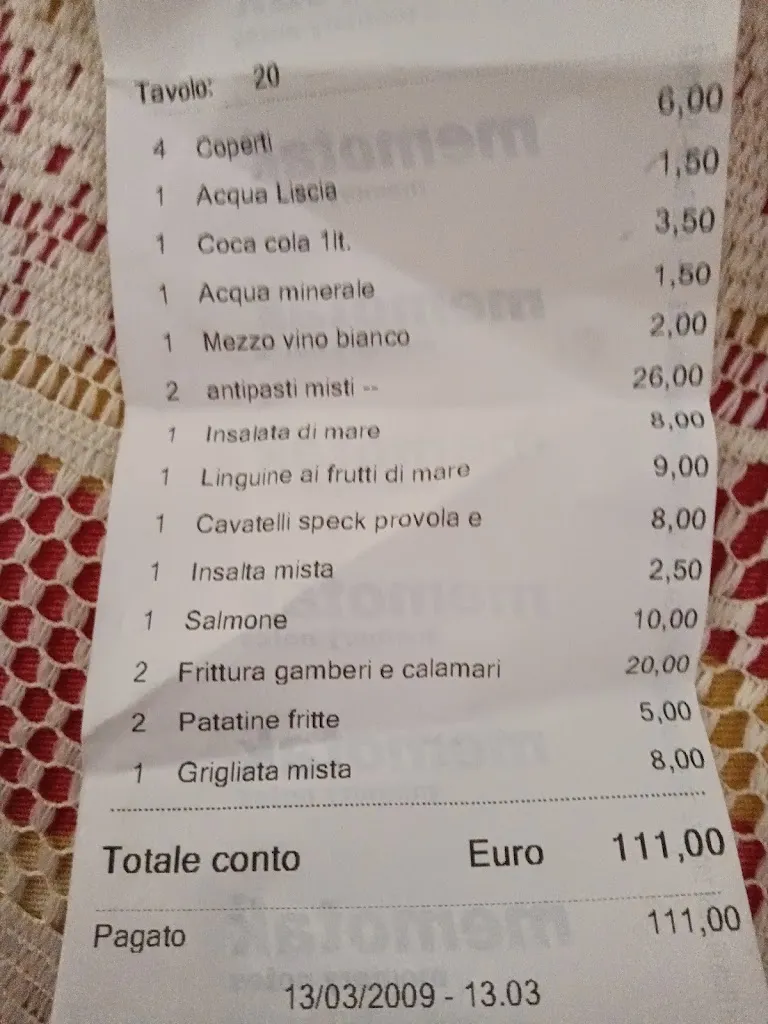 Tavolo: 20
4 Coperti 6,00
1 Acqua Liscia 1,50
1 Coca cola 1lt. 3,50
1 Acqua minerale 1,50
1 Mezzo vino bianco 2,00
2 antipasti misti -- 26,00
1 Insalata di mare 8,00
1 Linguine ai frutti di mare 9,00
1 Cavatelli speck provola e 8,00
1 Insalta mista 2,50
1 Salmone 10,00
2 Frittura gamberi e calamari 20,00
2 Patatine fritte 5,00
1 Grigliata mista 8,00
Totale conto Euro 111,00
Pagato 111,00
13/03/2009 - 13.03